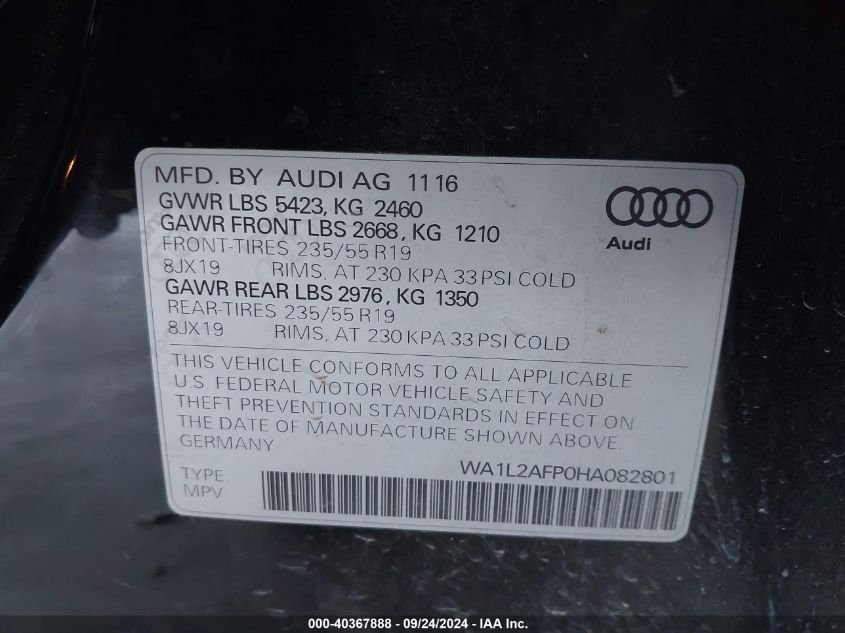 MFD. BY AUDI AG 11 16
GVWR LBS 5423, KG 2460
GAWR FRONT LBS 2668, KG 1210
FRONT-TIRES 235/55 R19
8JX19 RIMS, AT 230 KPA 33 PSI COLD
GAWR REAR LBS 2976, KG 1350
REAR-TIRES 235/55 R19
8JX19 RIMS, AT 230 KPA 33 PSI COLD
Audi
THIS VEHICLE CONFORMS TO ALL APPLICABLE
U.S. FEDERAL MOTOR VEHICLE SAFETY AND
THEFT PREVENTION STANDARDS IN EFFECT ON
THE DATE OF MANUFACTURE SHOWN ABOVE.
GERMANY
WA1L2AFP0HA082801
TYPE:
MPV
000-40367888 - 09/24/2024 - IAA Inc.